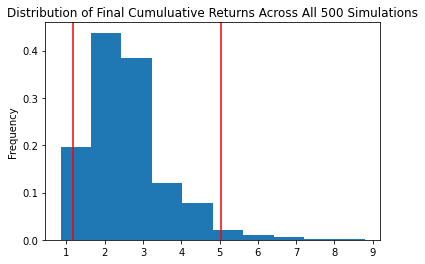 Distribution of Final Cumuluative Returns Across All 500 Simulations
Frequency
0.4
0.3
0.2
0.1
0.0
1 2 3 4 5 6 7 8 9